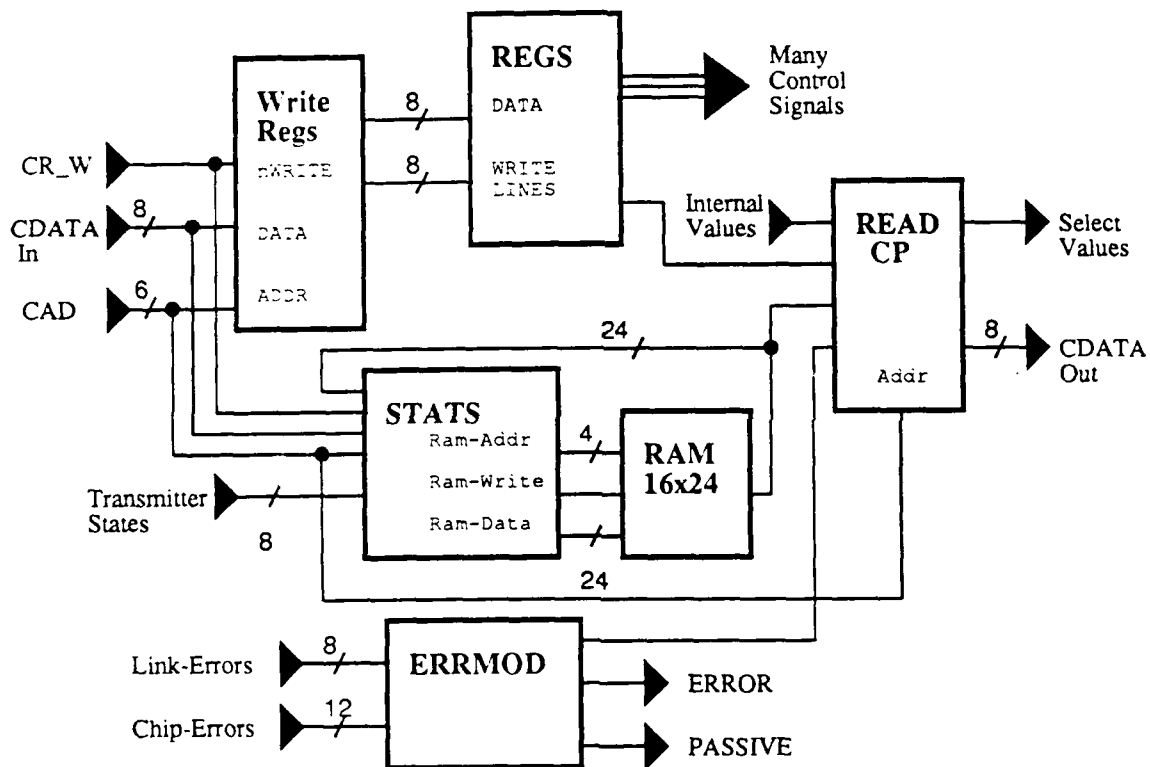 REGS
Many
Control
Signals
DATA
WRITE
LINES
8
8
Write
Regs
nWRITE
DATA
ADDR
CR_W
8
CDATA
In
6
CAD
Internal
Values
READ
CP
Addr
Select
Values
8
CDATA
Out
24
STATS
Ram-Addr
Ram-Write
Ram-Data
4
RAM
16x24
Transmitter
States
8
24
8
Link-Errors
ERRMOD
ERROR
12
Chip-Errors
PASSIVE